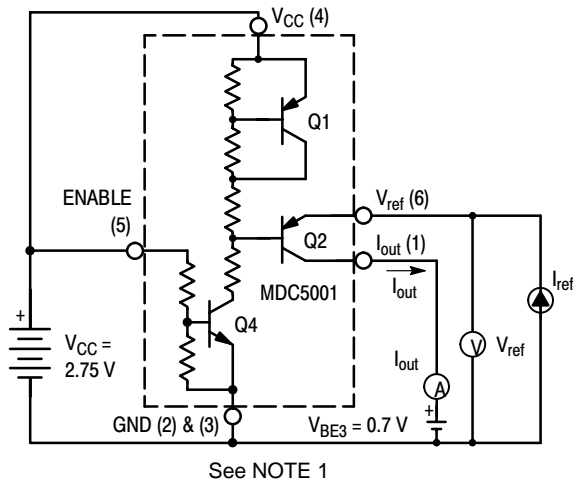 V_CC (4)
Q1
ENABLE
(5)
V_ref (6)
Q2
I_out (1)
I_out
MDC5001
I_ref
Q4
+
V_CC =
2.75 V
V
V_ref
I_out
A
+
GND (2) & (3)
V_BE3 = 0.7 V
See NOTE 1